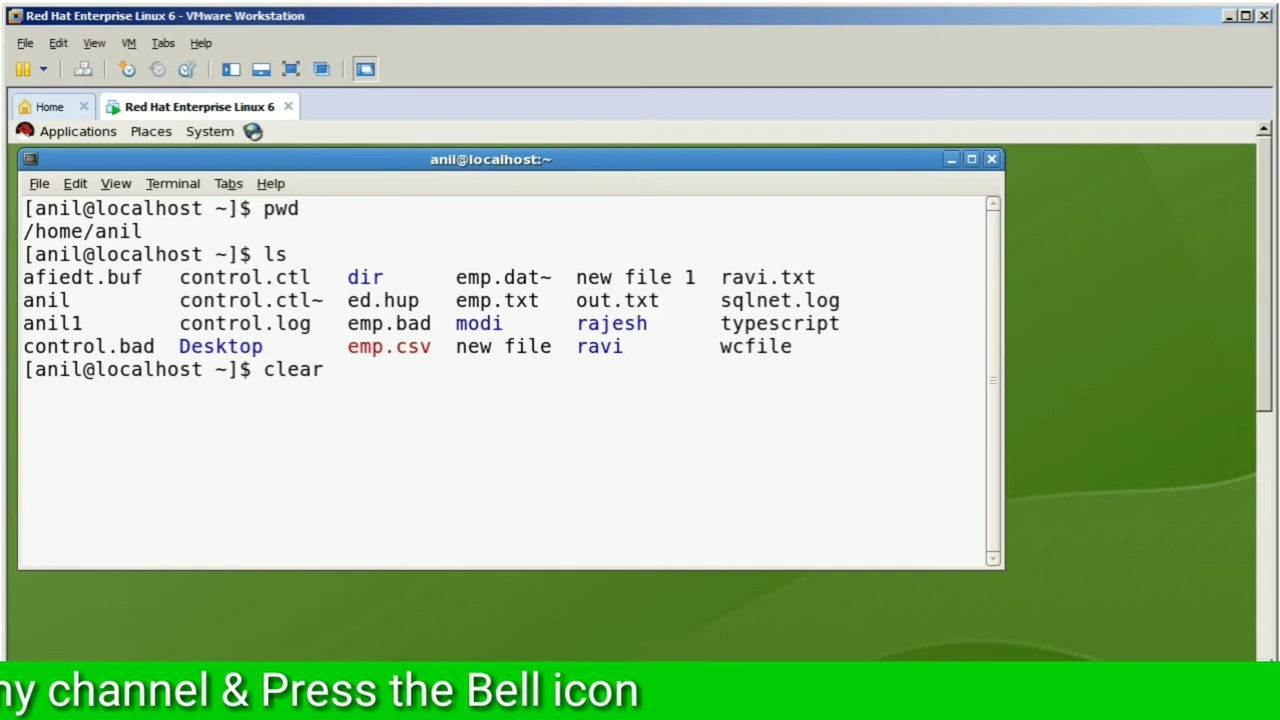 Red Hat Enterprise Linux 6 - VMware Workstation
File Edit View VM Tabs Help
Home Red Hat Enterprise Linux 6
Applications Places System
anil@localhost:~
File Edit View Terminal Tabs Help
[anil@localhost ~]$ pwd
/home/anil
[anil@localhost ~]$ ls
afiedt.buf control.ctl dir emp.dat~ new file 1 ravi.txt
anil control.ctl~ ed.hup emp.txt out.txt sqlnet.log
anil1 control.log emp.bad modi rajesh typescript
control.bad Desktop emp.csv new file ravi wcfile
[anil@localhost ~]$ clear
channel & Press the Bell icon